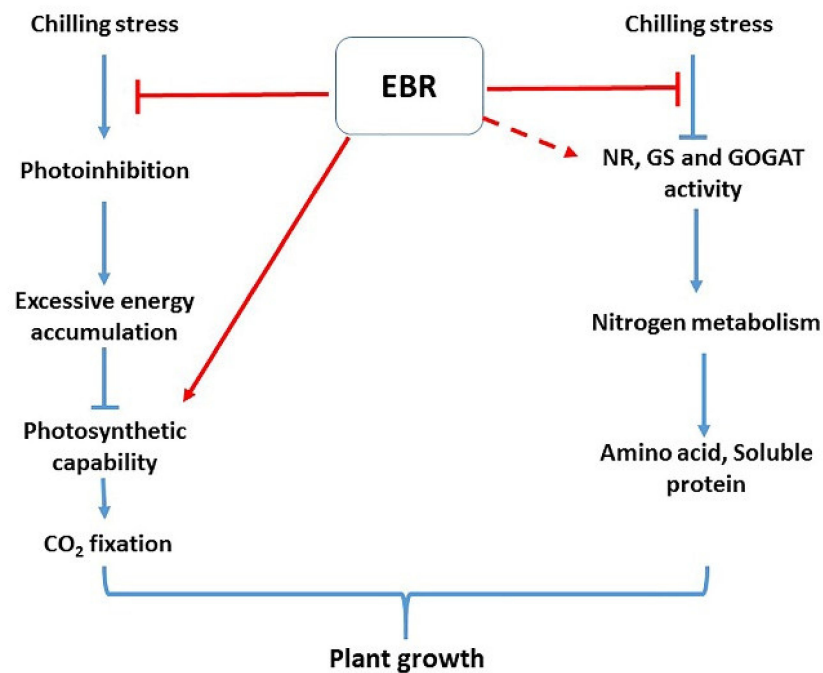 Chilling stress
Chilling stress
EBR
Photoinhibition
NR, GS and GOGAT
activity
Excessive energy
accumulation
Nitrogen metabolism
Photosynthetic
capability
Amino acid, Soluble
protein
CO₂ fixation
Plant growth